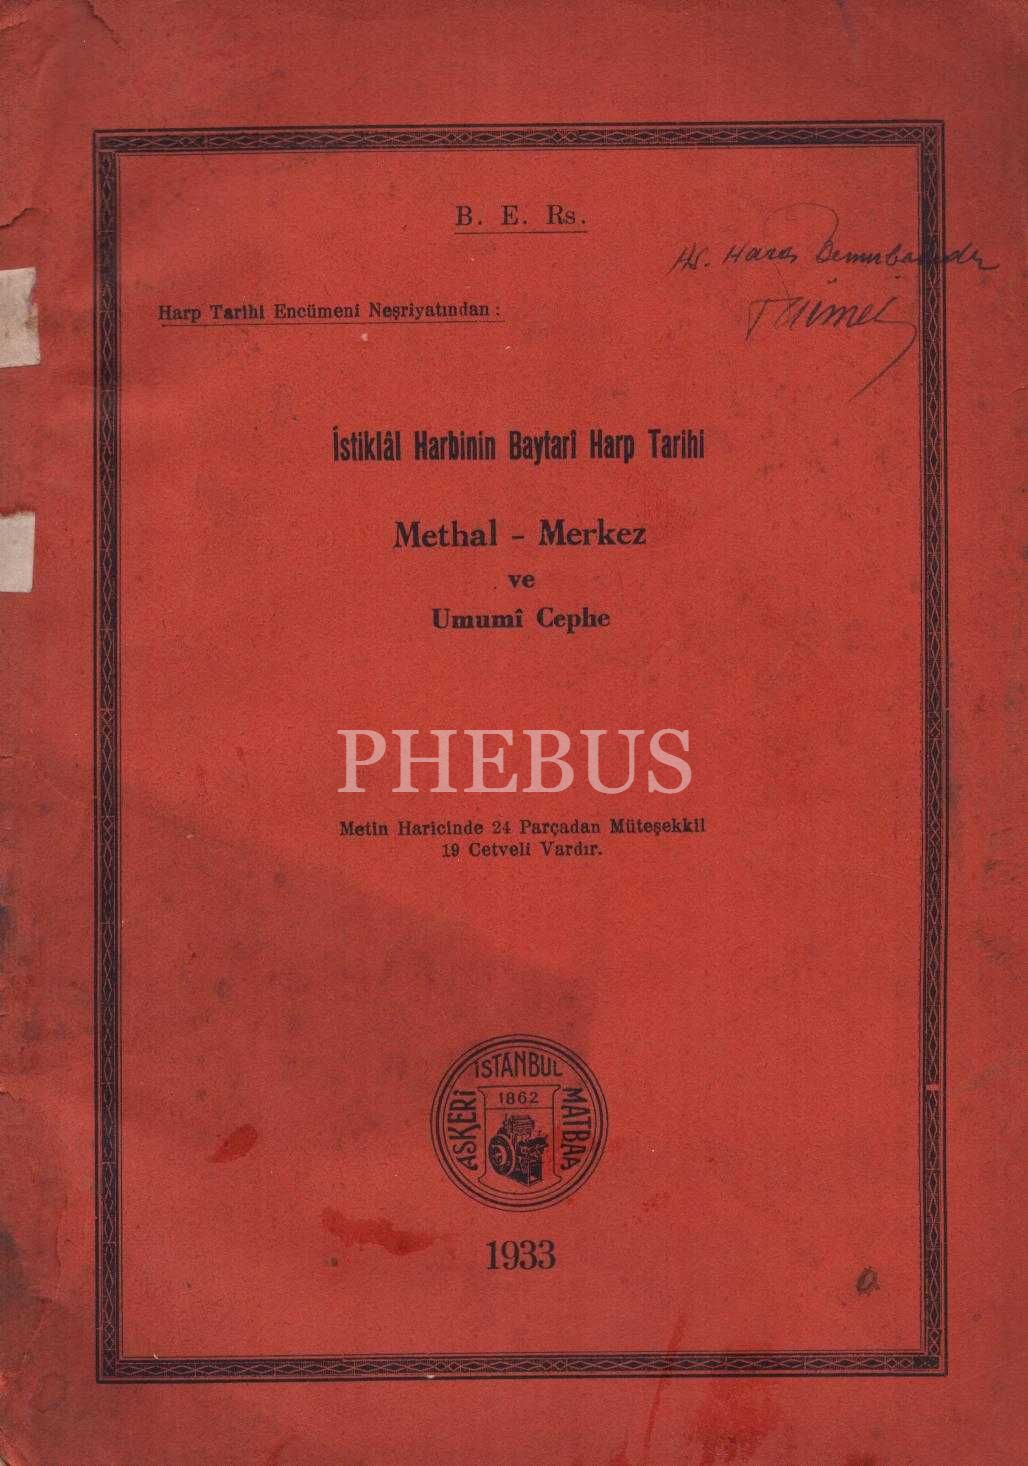 B. E. Rs.
Harp Tarihi Encümeni Neşriyatından :
İstiklâl Harbinin Baytarî Harp Tarihi
Methal - Merkez
ve
Umumî Cephe
PHEBUS
Metin Haricinde 24 Parçadan Müteşekkil
19 Cetveli Vardır.
ASKERİ İSTANBUL MATBAA
1862
1933